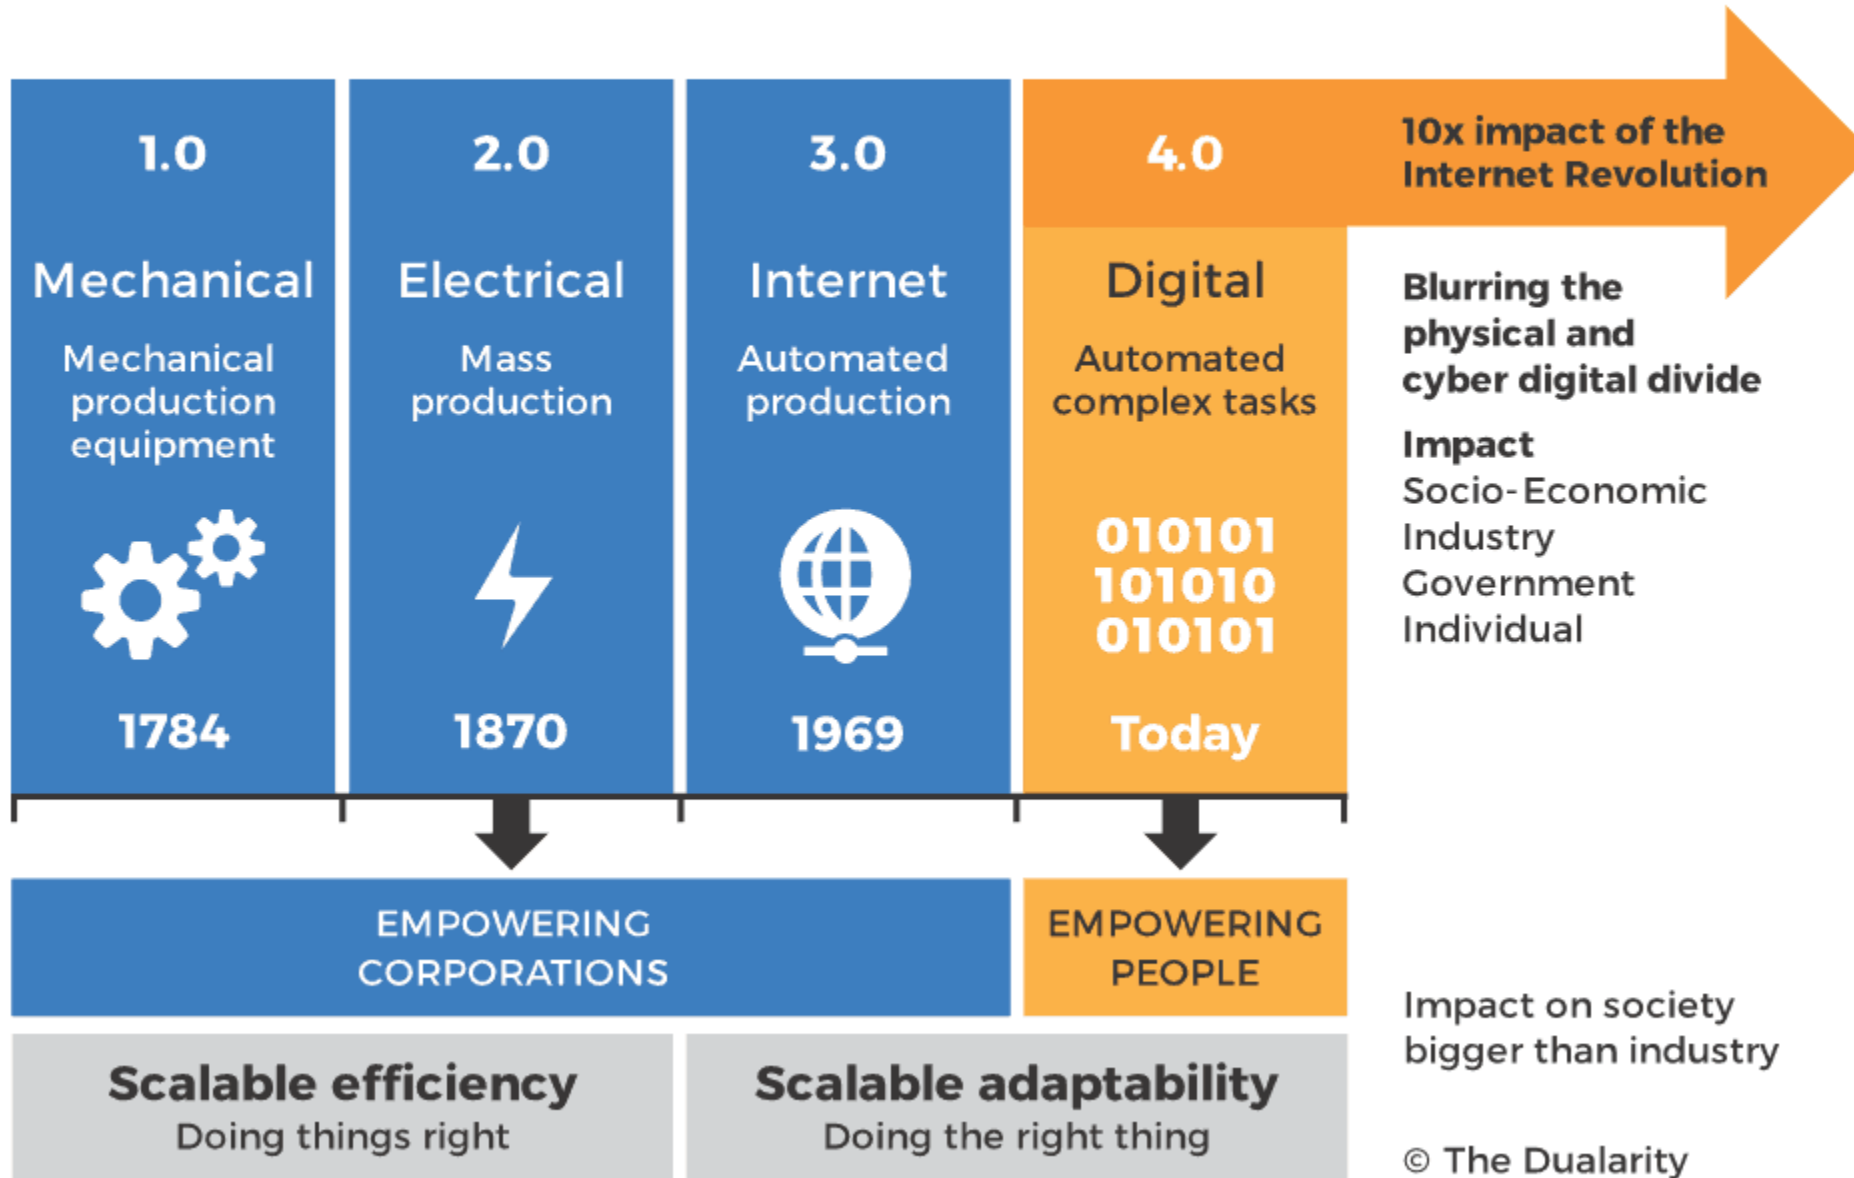 1.0
Mechanical
Mechanical
production
equipment
1784
2.0
Electrical
Mass
production
1870
3.0
Internet
Automated
production
1969
4.0
Digital
Automated
complex tasks
010101
101010
010101
Today
10x impact of the
Internet Revolution
Blurring the
physical and
cyber digital divide
Impact
Socio-Economic
Industry
Government
Individual
EMPOWERING
CORPORATIONS
EMPOWERING
PEOPLE
Scalable efficiency
Doing things right
Scalable adaptability
Doing the right thing
Impact on society
bigger than industry
© The Dualarity